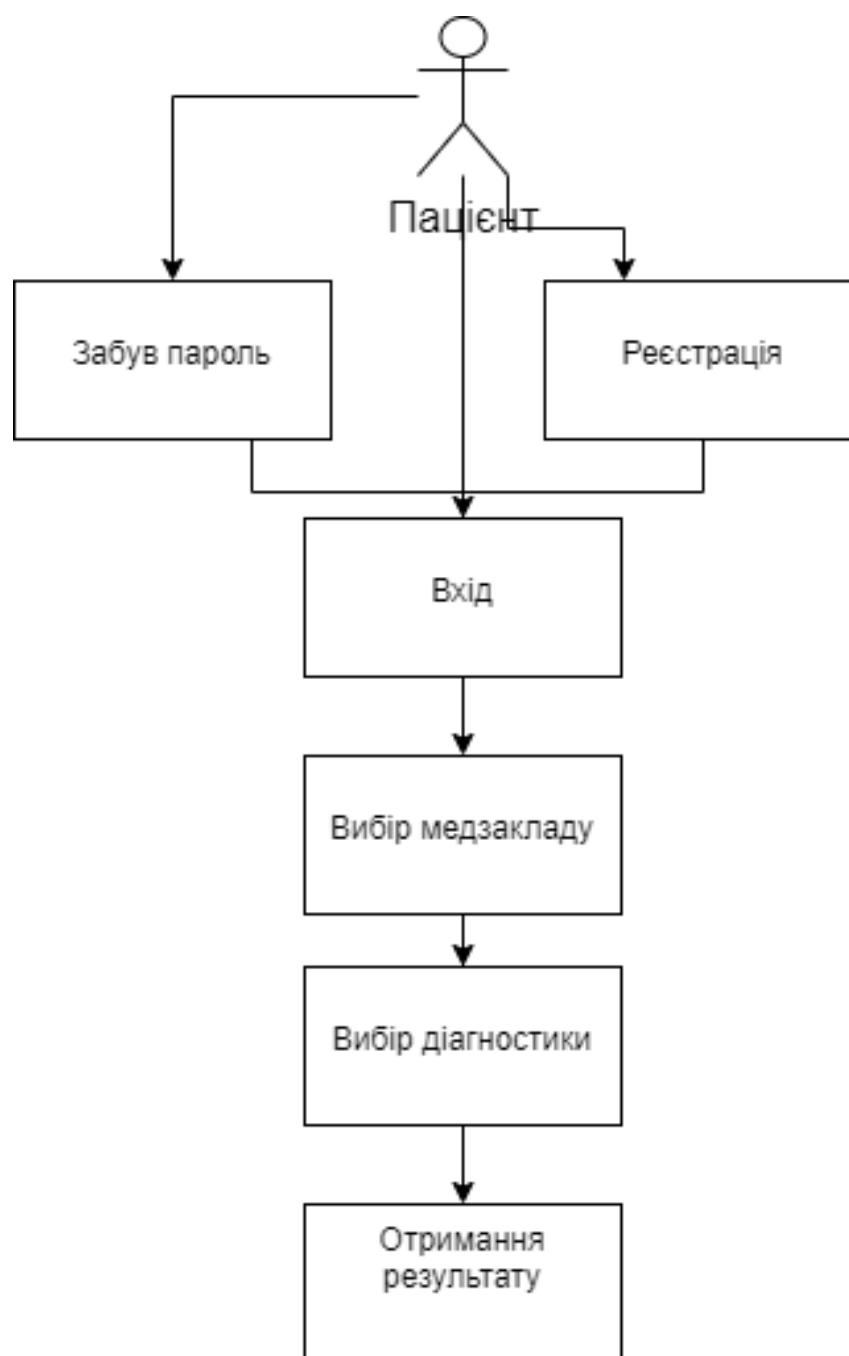 Пацієнт
Забув пароль
Реєстрація
Вхід
Вибір медзакладу
Вибір діагностики
Отримання
результату